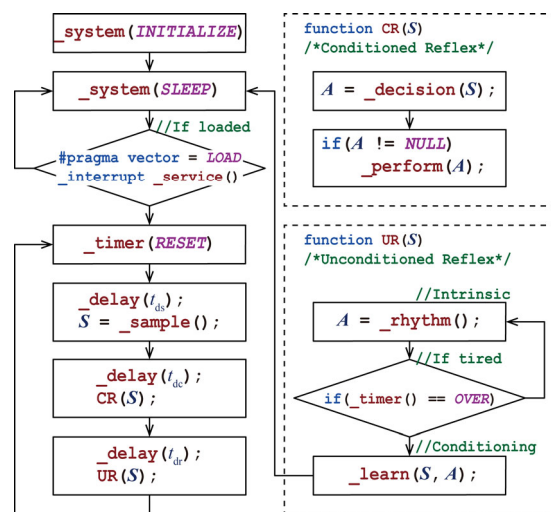 _system(INITIALIZE)
_system(SLEEP)
//If loaded
#pragma vector = LOAD
_interrupt _service()
_timer(RESET)
_delay(tds);
S = _sample();
_delay(tdc);
CR(S);
_delay(tdr);
UR(S);
function CR(S)
/*Conditioned Reflex*/
A = _decision(S);
if(A != NULL)
_perform(A);
function UR(S)
/*Unconditioned Reflex*/
//Intrinsic
A = _rhythm();
//If tired
if(_timer() == OVER)
//Conditioning
_learn(S,A);